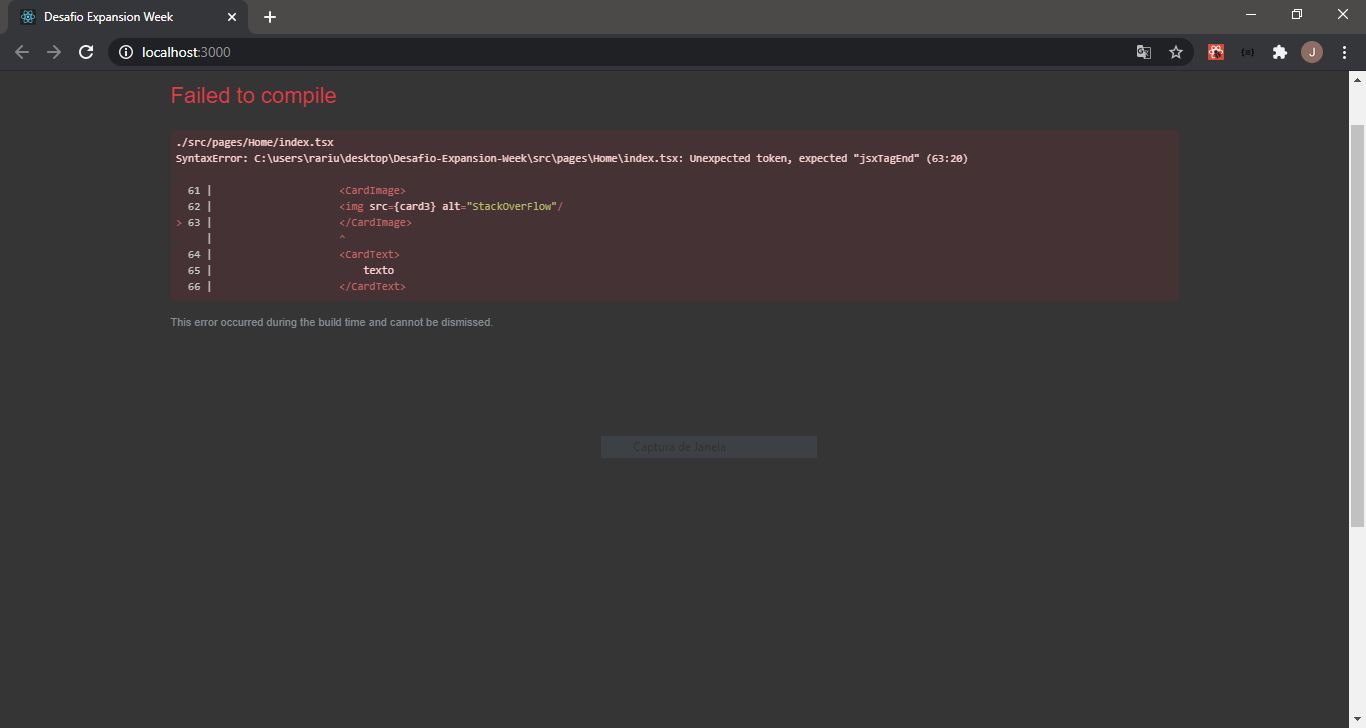 Desafio Expansion Week
localhost:3000
J
Failed to compile
./src/pages/Home/index.tsx
SyntaxError: C:\users\rariu\desktop\Desafio-Expansion-Week\src\pages\Home\index.tsx: Unexpected token, expected "jsxTagEnd" (63:20)
61 | <CardImage>
62 | <img src={card3} alt="StackOverFlow"/
> 63 | </CardImage>
| ^
64 | <CardText>
65 | texto
66 | </CardText>
This error occurred during the build time and cannot be dismissed.
Captura de Janela